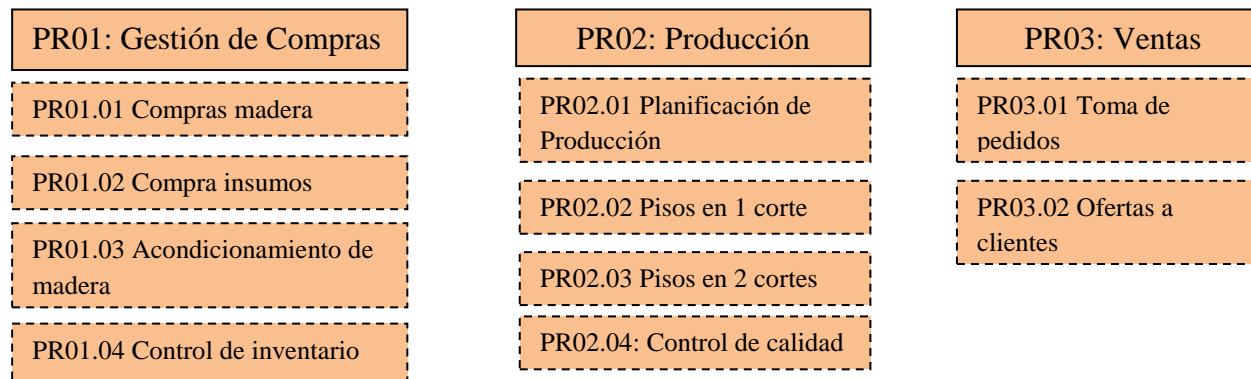 PR01: Gestión de Compras
PR01.01 Compras madera
PR01.02 Compra insumos
PR01.03 Acondicionamiento de
madera
PR01.04 Control de inventario
PR02: Producción
PR02.01 Planificación de
Producción
PR02.02 Pisos en 1 corte
PR02.03 Pisos en 2 cortes
PR02.04: Control de calidad
PR03: Ventas
PR03.01 Toma de
pedidos
PR03.02 Ofertas a
clientes